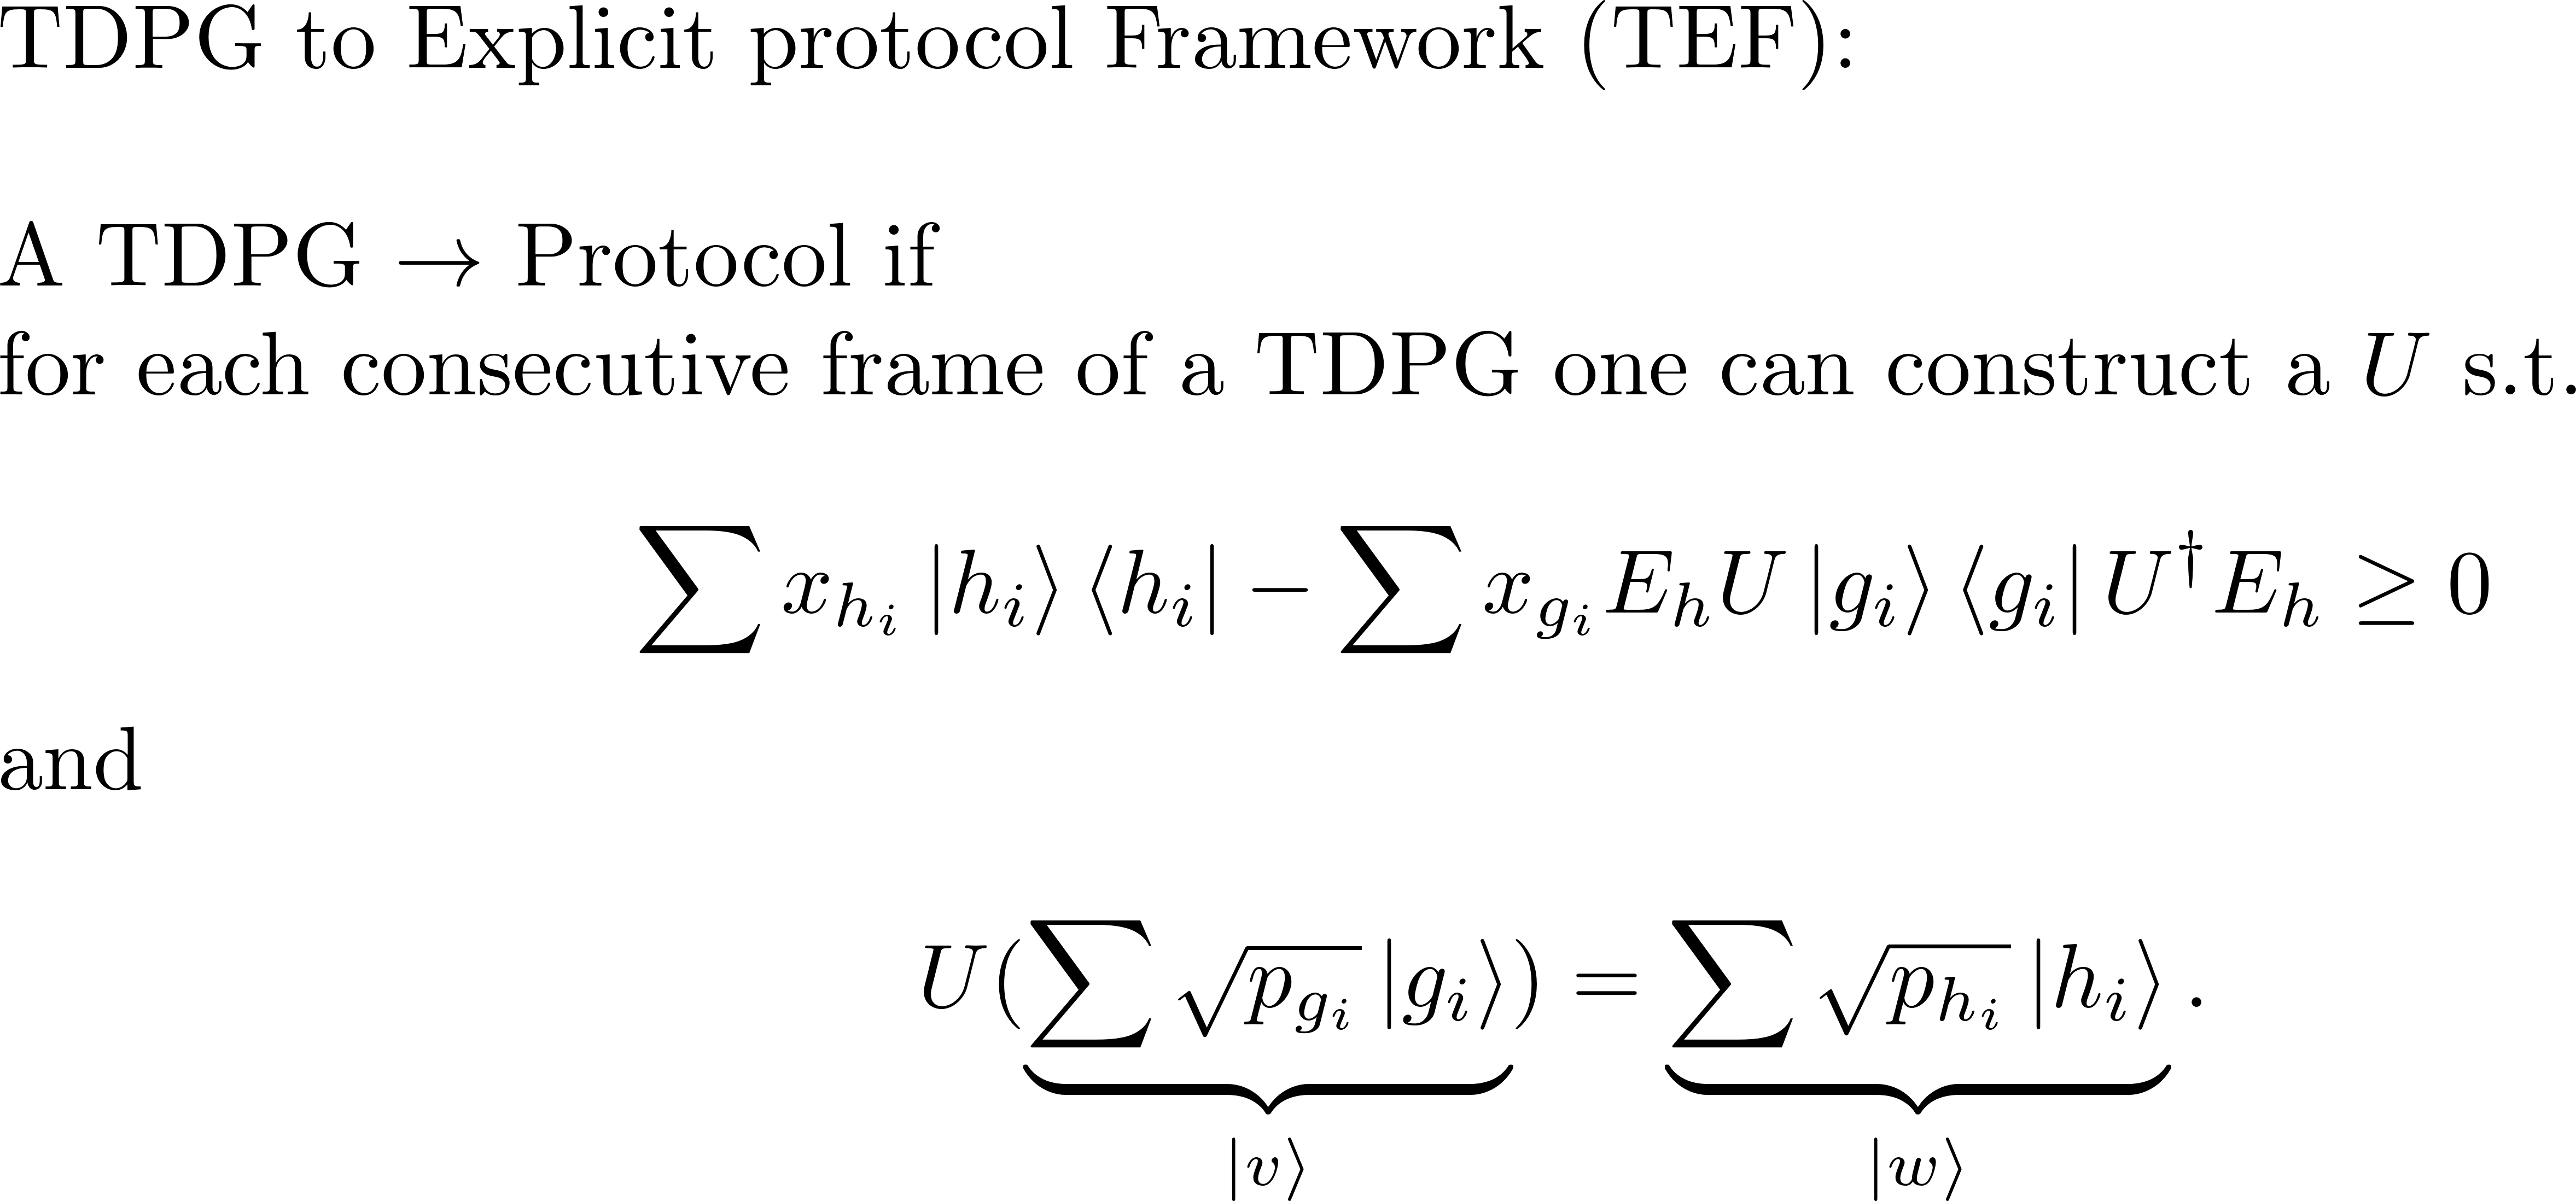 TDPG to Explicit protocol Framework (TEF):
A TDPG → Protocol if
for each consecutive frame of a TDPG one can construct a U s.t.
∑ x_{h_i} |h_i⟩ ⟨h_i| − ∑ x_{g_i} E_h U |g_i⟩ ⟨g_i| U^† E_h ≥ 0
and
U(∑ √p_{g_i} |g_i⟩) = ∑ √p_{h_i} |h_i⟩ .
|v⟩ |w⟩